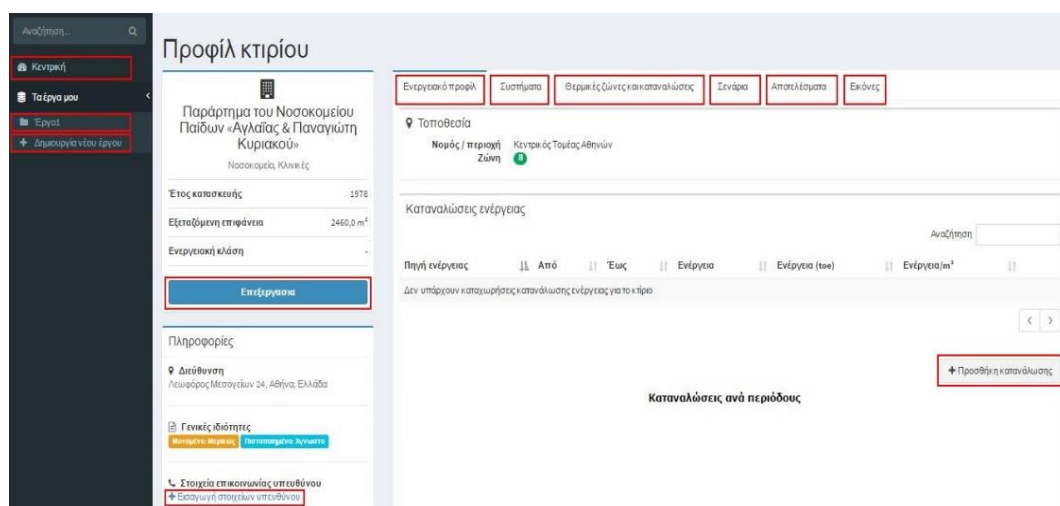 Αναζήτηση...
Προφίλ κτιρίου
Κεντρική
Τα έργα μου
Έργο1
Δημιουργία νέου έργου
Παράρτημα του Νοσοκομείου
Παίδων «Αγλαΐας & Παναγιώτη
Κυριακού»
Νοσοκομεία, Κλινικές
Έτος κατασκευής 1978
Εξεταζόμενη επιφάνεια 2460,0 m²
Ενεργειακή κλάση -
Επεξεργασια
Πληροφορίες
Διεύθυνση
Λεωφόρος Μεσογείων 24, Αθήνα, Ελλάδα
Γενικές ιδιότητες
Μονωμένο: Μερικώς Πιστοποιημένο: Άγνωστο
Στοιχεία επικοινωνίας υπευθύνου
Εισαγωγή στοιχείων υπευθύνου
Ενεργειακό προφίλ Συστήματα Θερμικές ζώνες και καταναλώσεις Σενάρια Αποτελέσματα Εικόνες
Τοποθεσία
Νομός / περιοχή Κεντρικός Τομέας Αθηνών
Ζώνη Β
Καταναλώσεις ενέργειας
Αναζήτηση
Πηγή ενέργειας Από Έως Ενέργεια Ενέργεια (toe) Ενέργεια/m²
Δεν υπάρχουν καταχωρήσεις κατανάλωσης ενέργειας για το κτίριο
Προσθήκη κατανάλωσης
Καταναλώσεις ανά περιόδους